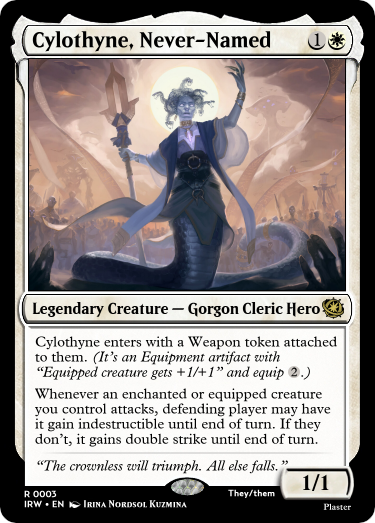 Cylothyne, Never-Named 1
Legendary Creature — Gorgon Cleric Hero
Cylothyne enters with a Weapon token attached
to them. (It's an Equipment artifact with
“Equipped creature gets +1/+1” and equip 2.)
Whenever an enchanted or equipped creature
you control attacks, defending player may have
it gain indestructible until end of turn. If they
don't, it gains double strike until end of turn.
“The crownless will triumph. All else falls.”
1/1
R 0003
They/them
IRW • EN Irina Nordsol Kuzmina
Plaster